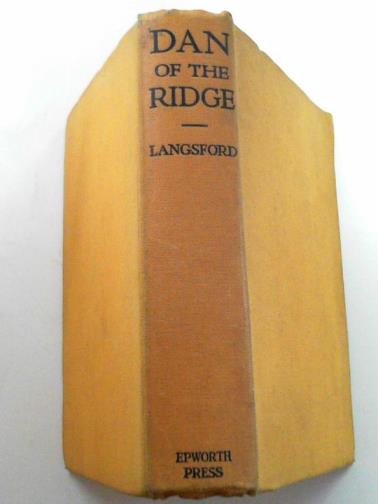 DAN
OF THE
RIDGE
LANGSFORD
EPWORTH
PRESS